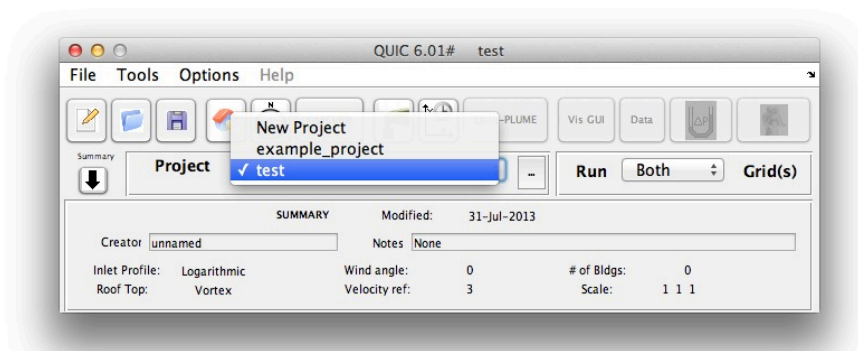 QUIC 6.01# test
File Tools Options Help
N
-PLUME Vis GUI Data ΔP
New Project
example_project
✓ test
Summary
Project ... Run Both Grid(s)
SUMMARY Modified: 31-Jul-2013
Creator unnamed Notes None
Inlet Profile: Logarithmic Wind angle: 0 # of Bldgs: 0
Roof Top: Vortex Velocity ref: 3 Scale: 1 1 1